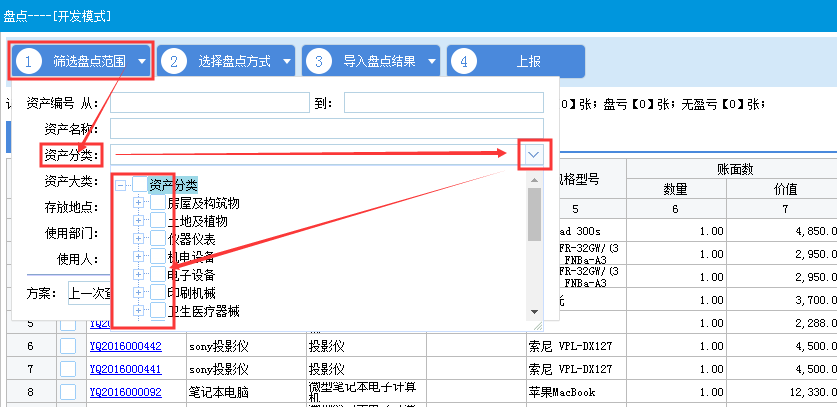 盘点----[开发模式]
1 筛选盘点范围 2 选择盘点方式 3 导入盘点结果 4 上报
资产编号 从: 到: 【0】张; 盘亏【0】张; 无盈亏【0】张;
资产名称:
资产分类:
资产大类: 资产分类 规格型号 账面数
数量 价值
存放地点: 房屋及构筑物 5 6 7
土地及植物
使用部门: 仪器仪表 ad 300s 1.00 4,850.0
使用人: 机电设备 FR-32GW/(3 FNBa-A3 1.00 2,950.0
电子设备 FR-32GW/(3 FNBa-A3 1.00 2,950.0
方案: 上一次查 印刷机械 1.00 3,700.0
卫生医疗器械
5 1.00 2,288.0
6 YQ2016000442 sony投影仪 投影仪 索尼 VPL-DX127 1.00 4,500.0
7 YQ2016000441 sony投影仪 投影仪 索尼 VPL-DX127 1.00 4,500.0
8 YQ2016000092 笔记本电脑 微型笔记本电子计算机 苹果MacBook 1.00 12,330.0